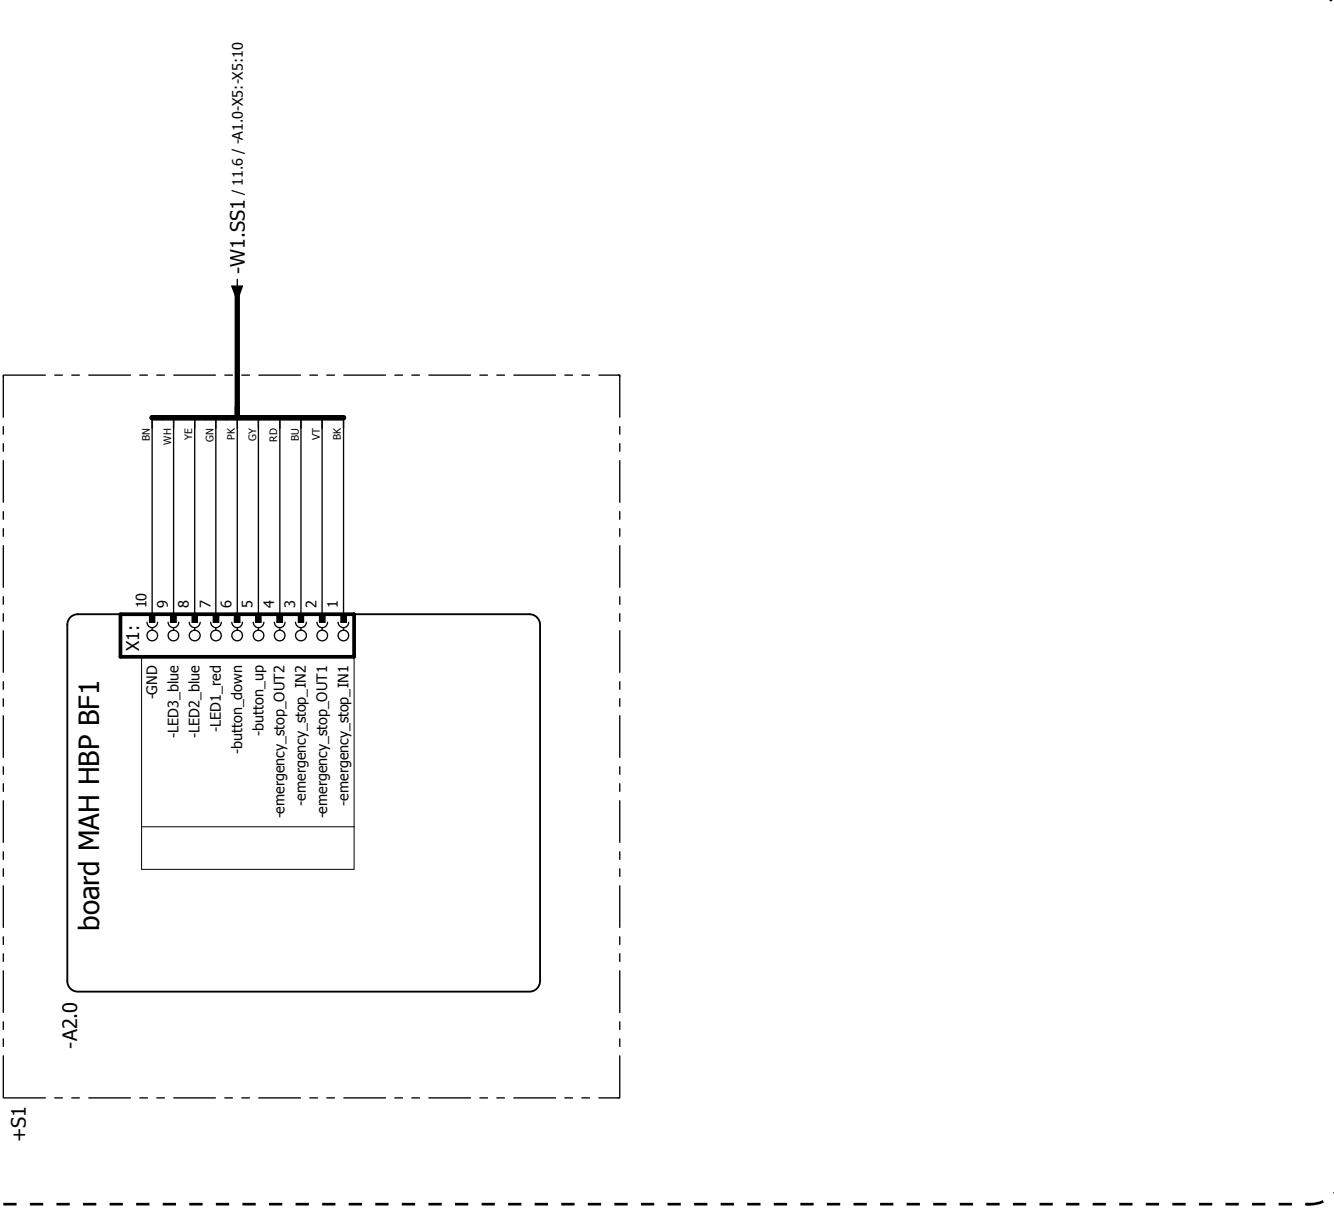 -W1.SS1 / 11.6 / -A1.0-X5:-X5:10
BN
WH
YE
GN
PK
GY
RD
BU
VT
BK
10
9
8
7
6
5
4
3
2
1
X1:
-GND
-LED3_blue
-LED2_blue
-LED1_red
-button_down
-button_up
-emergency_stop_OUT2
-emergency_stop_IN2
-emergency_stop_OUT1
-emergency_stop_IN1
board MAH HBP BF1
-A2.0
+S1